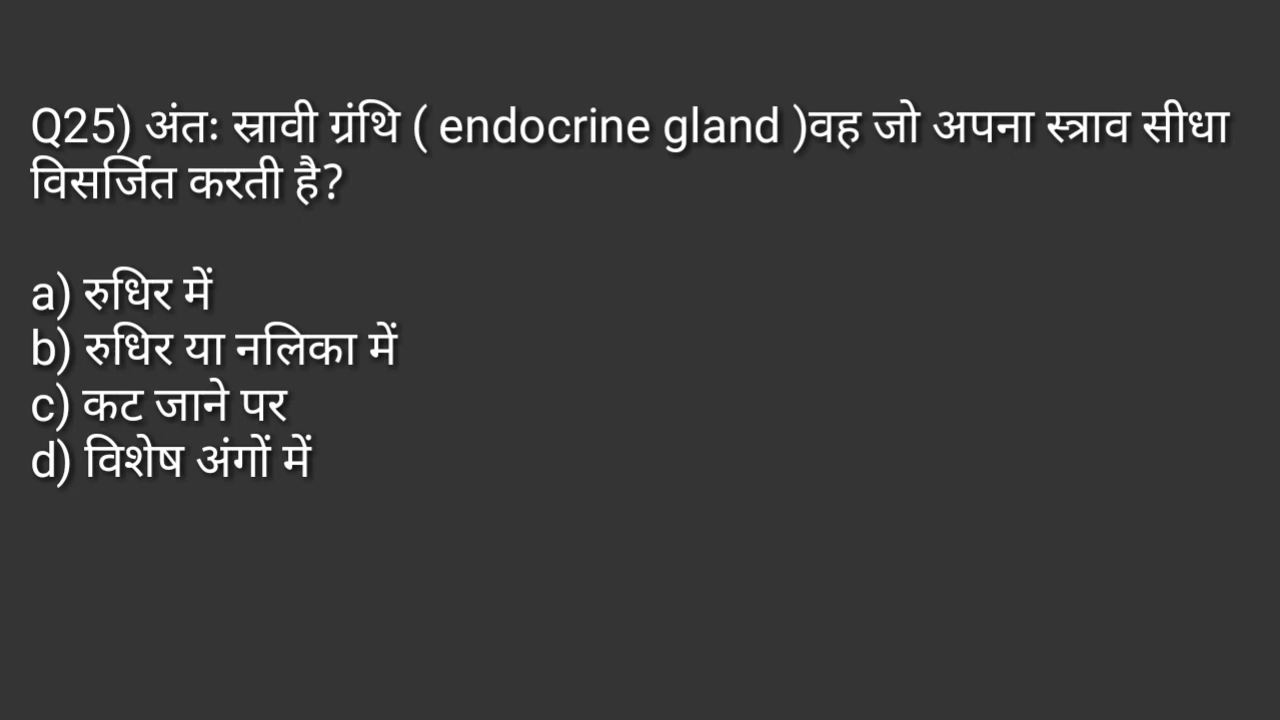 Q25) अंतः स्रावी ग्रंथि ( endocrine gland )वह जो अपना स्त्राव सीधा
विसर्जित करती है?
a) रुधिर में
b) रुधिर या नलिका में
c) कट जाने पर
d) विशेष अंगों में